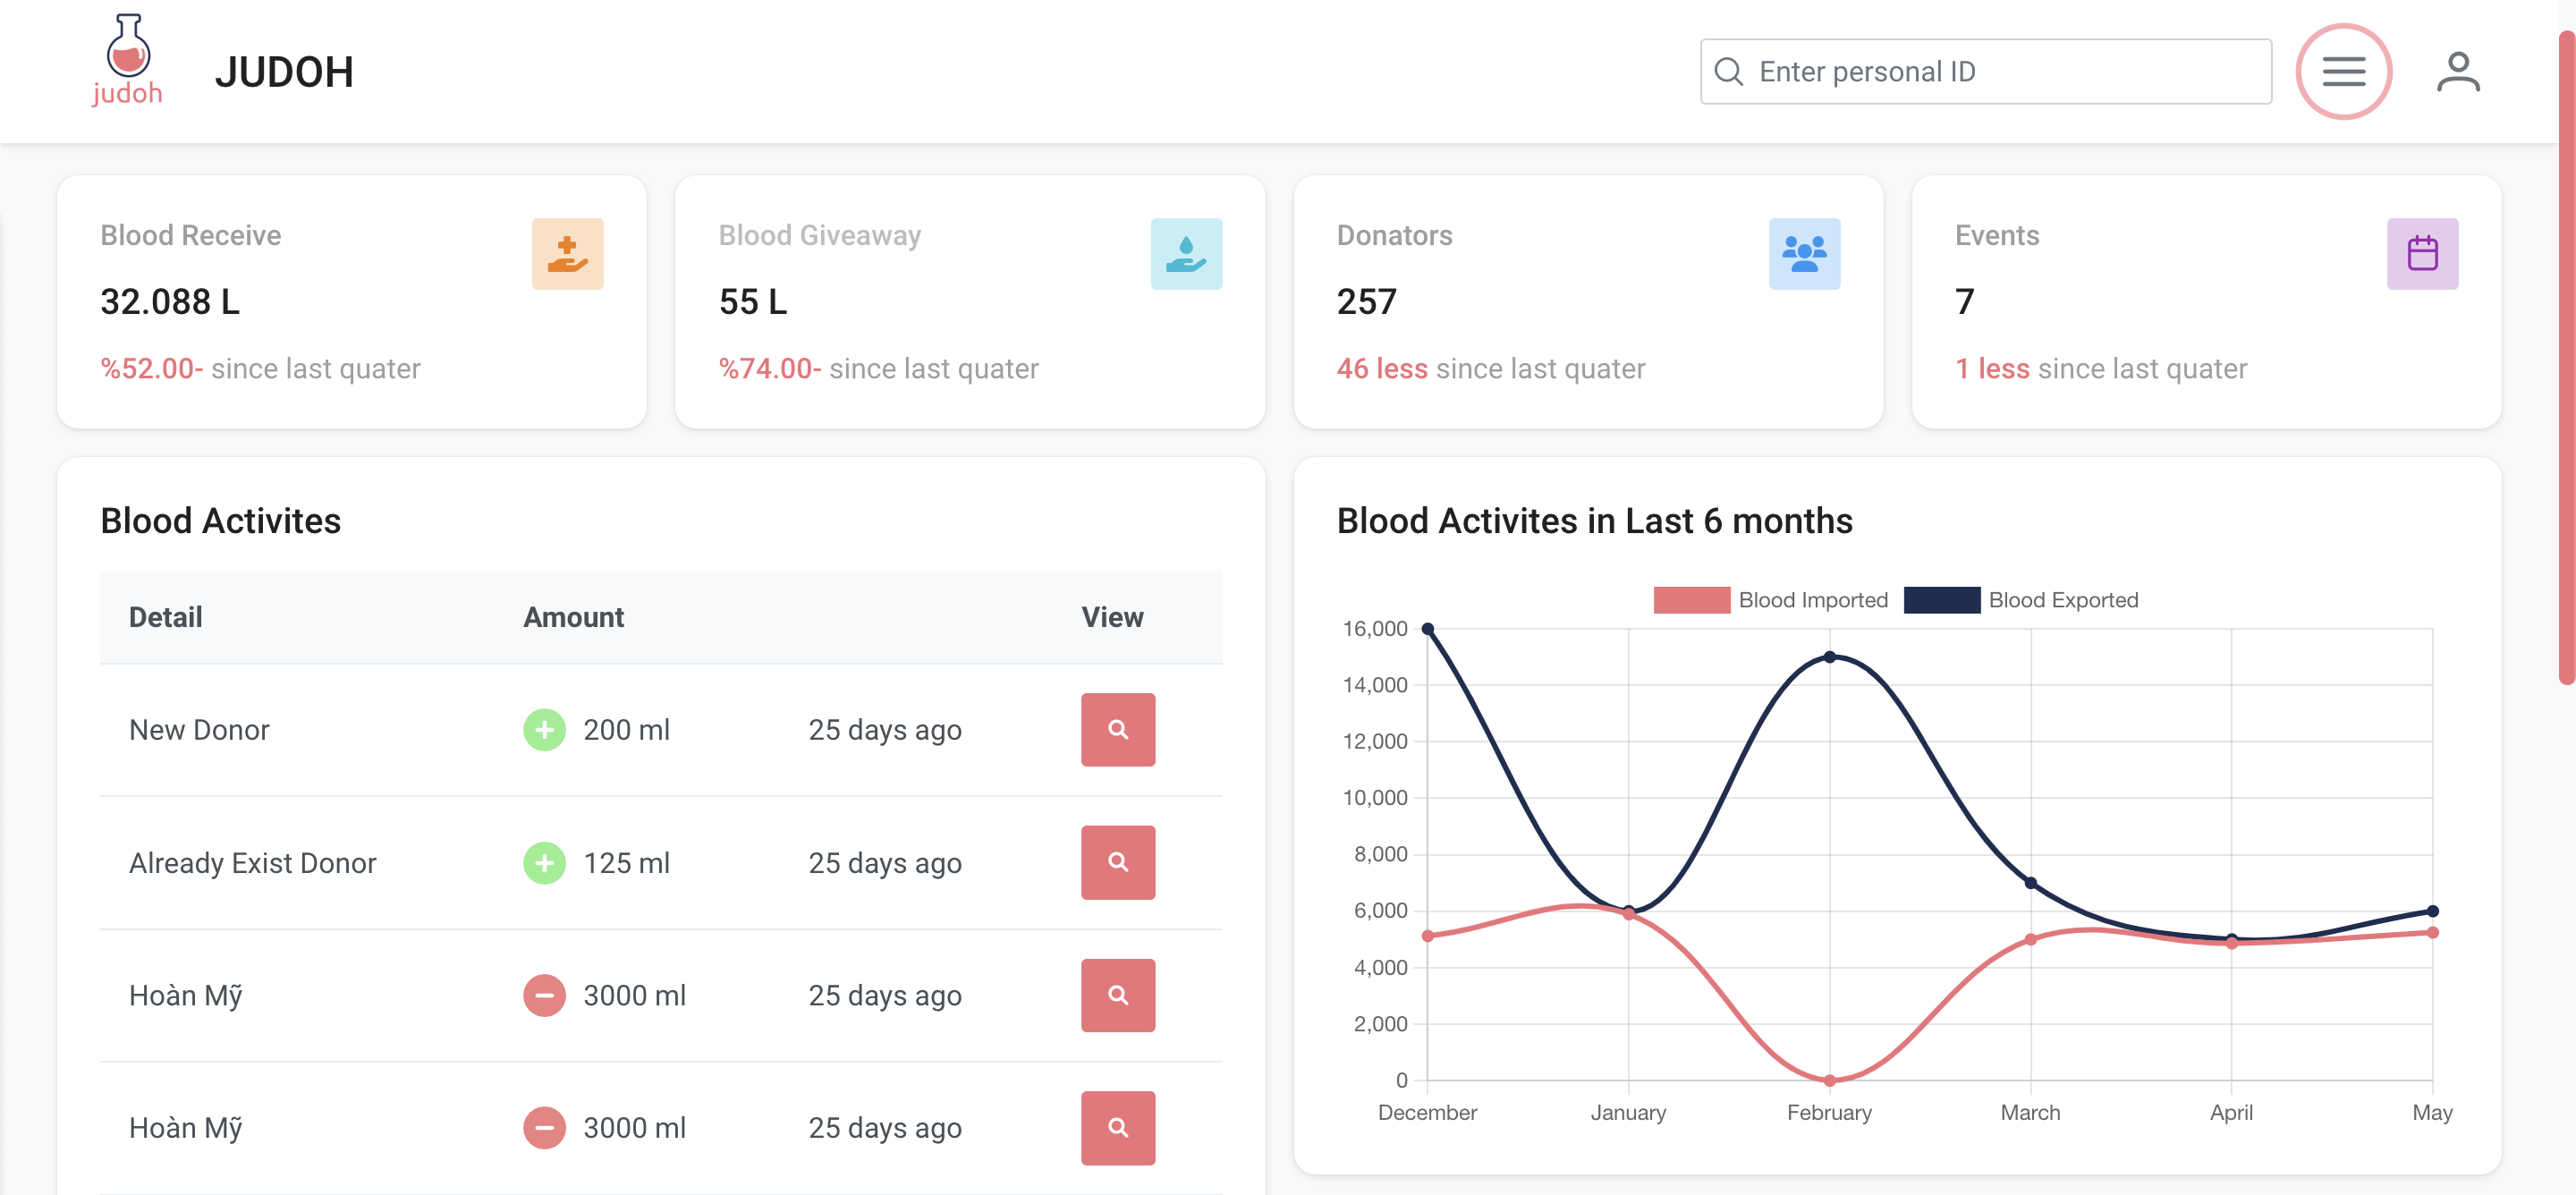 judoh
JUDOH
Enter personal ID
Blood Receive
32.088 L
%52.00- since last quater
Blood Giveaway
55 L
%74.00- since last quater
Donators
257
46 less since last quater
Events
7
1 less since last quater
Blood Activites
Detail Amount View
New Donor 200 ml 25 days ago
Already Exist Donor 125 ml 25 days ago
Hoàn Mỹ 3000 ml 25 days ago
Hoàn Mỹ 3000 ml 25 days ago
Blood Activites in Last 6 months
Blood Imported Blood Exported
16,000
14,000
12,000
10,000
8,000
6,000
4,000
2,000
0
December January February March April May